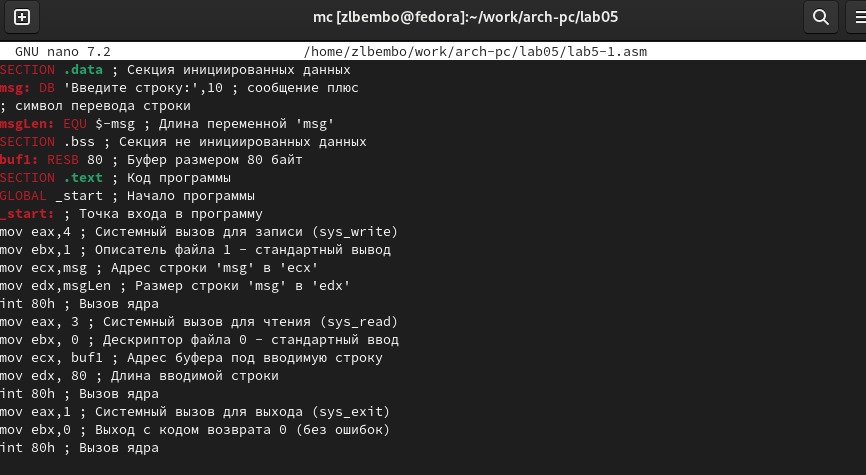 mc [zlbembo@fedora]:~/work/arch-pc/lab05
GNU nano 7.2 /home/zlbembo/work/arch-pc/lab05/lab5-1.asm
SECTION .data ; Секция инициированных данных
msg: DB 'Введите строку:',10 ; сообщение плюс
; символ перевода строки
msgLen: EQU $-msg ; Длина переменной 'msg'
SECTION .bss ; Секция не инициированных данных
buf1: RESB 80 ; Буфер размером 80 байт
SECTION .text ; Код программы
GLOBAL _start ; Начало программы
_start: ; Точка входа в программу
mov eax,4 ; Системный вызов для записи (sys_write)
mov ebx,1 ; Описатель файла 1 - стандартный вывод
mov ecx,msg ; Адрес строки 'msg' в 'ecx'
mov edx,msgLen ; Размер строки 'msg' в 'edx'
int 80h ; Вызов ядра
mov eax, 3 ; Системный вызов для чтения (sys_read)
mov ebx, 0 ; Дескриптор файла 0 - стандартный ввод
mov ecx, buf1 ; Адрес буфера под вводимую строку
mov edx, 80 ; Длина вводимой строки
int 80h ; Вызов ядра
mov eax,1 ; Системный вызов для выхода (sys_exit)
mov ebx,0 ; Выход с кодом возврата 0 (без ошибок)
int 80h ; Вызов ядра